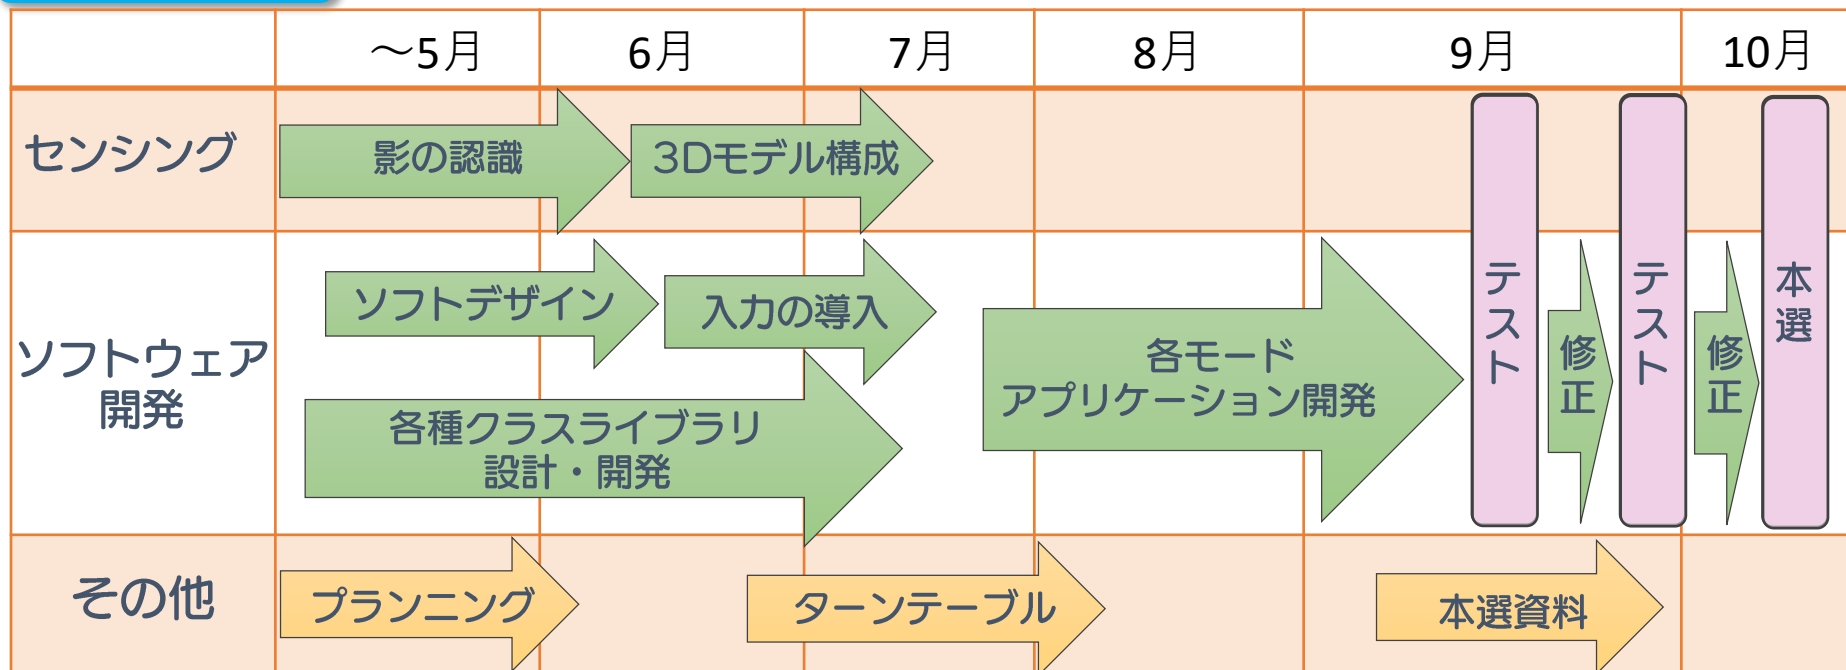 ～5月
6月
7月
8月
9月
10月
センシング
影の認識
3Dモデル構成
ソフトウェア
開発
ソフトデザイン
入力の導入
各種クラスライブラリ
設計・開発
各モード
アプリケーション開発
テスト
修正
テスト
修正
本選
その他
プランニング
ターンテーブル
本選資料